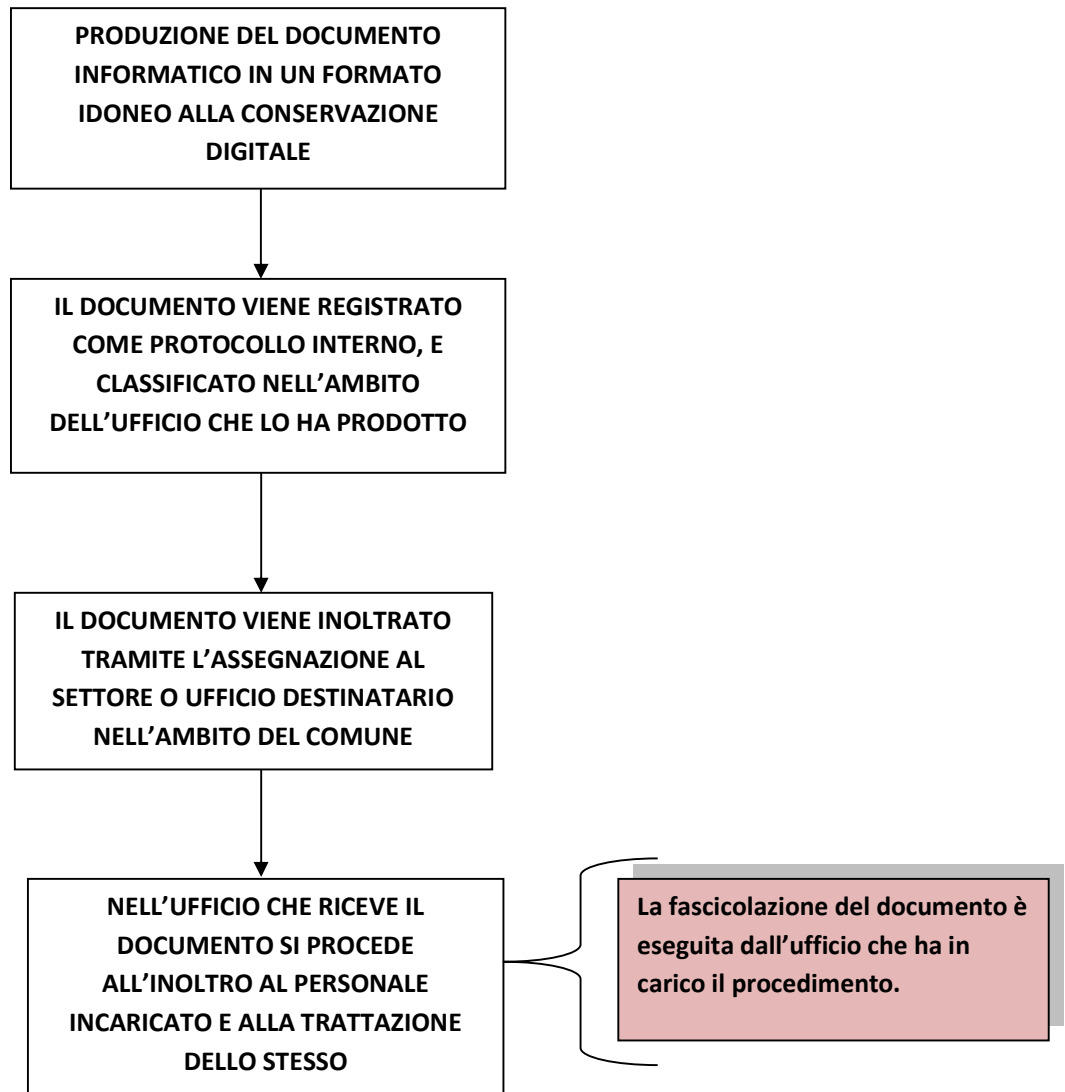 PRODUZIONE DEL DOCUMENTO
INFORMATICO IN UN FORMATO
IDONEO ALLA CONSERVAZIONE
DIGITALE
IL DOCUMENTO VIENE REGISTRATO
COME PROTOCOLLO INTERNO, E
CLASSIFICATO NELL’AMBITO
DELL’UFFICIO CHE LO HA PRODOTTO
IL DOCUMENTO VIENE INOLTRATO
TRAMITE L’ASSEGNAZIONE AL
SETTORE O UFFICIO DESTINATARIO
NELL’AMBITO DEL COMUNE
NELL’UFFICIO CHE RICEVE IL
DOCUMENTO SI PROCEDE
ALL’INOLTRO AL PERSONALE
INCARICATO E ALLA TRATTAZIONE
DELLO STESSO
La fascicolazione del documento è
eseguita dall’ufficio che ha in
carico il procedimento.